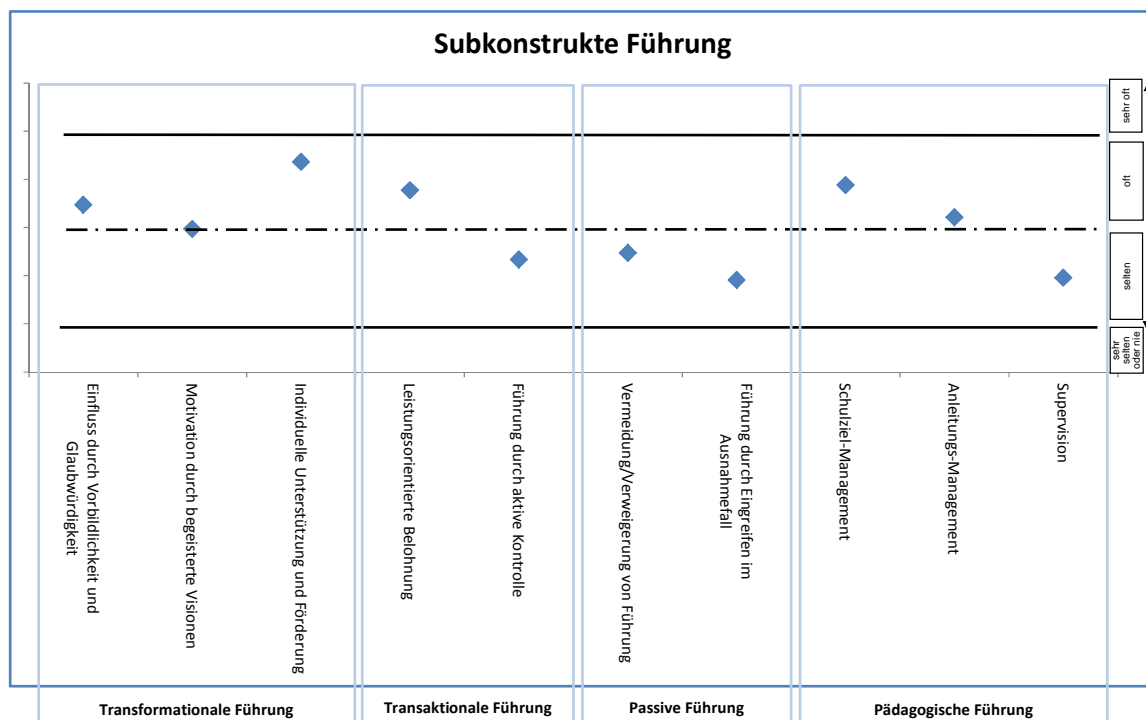 Subkonstrukte Führung
sehr oft
oft
selten
sehr
selten
oder nie
Einfluss durch Vorbildlichkeit und
Glaubwürdigkeit
Motivation durch begeisterte Visionen
Individuelle Unterstützung und Förderung
Leistungsorientierte Belohnung
Führung durch aktive Kontrolle
Vermeidung/Verweigerung von Führung
Führung durch Eingreifen im
Ausnahmefall
Schulziel-Management
Anleitungs-Management
Supervision
Transformationale Führung
Transaktionale Führung
Passive Führung
Pädagogische Führung